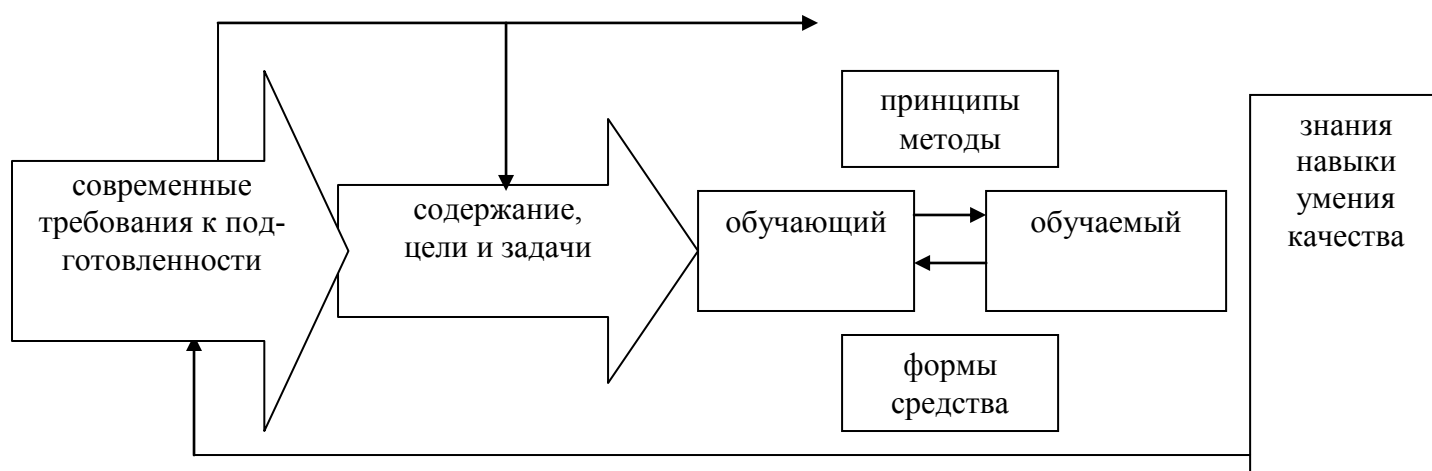 современные
требования к под-
готовленности
содержание,
цели и задачи
принципы
методы
обучающий
обучаемый
формы
средства
знания
навыки
умения
качества